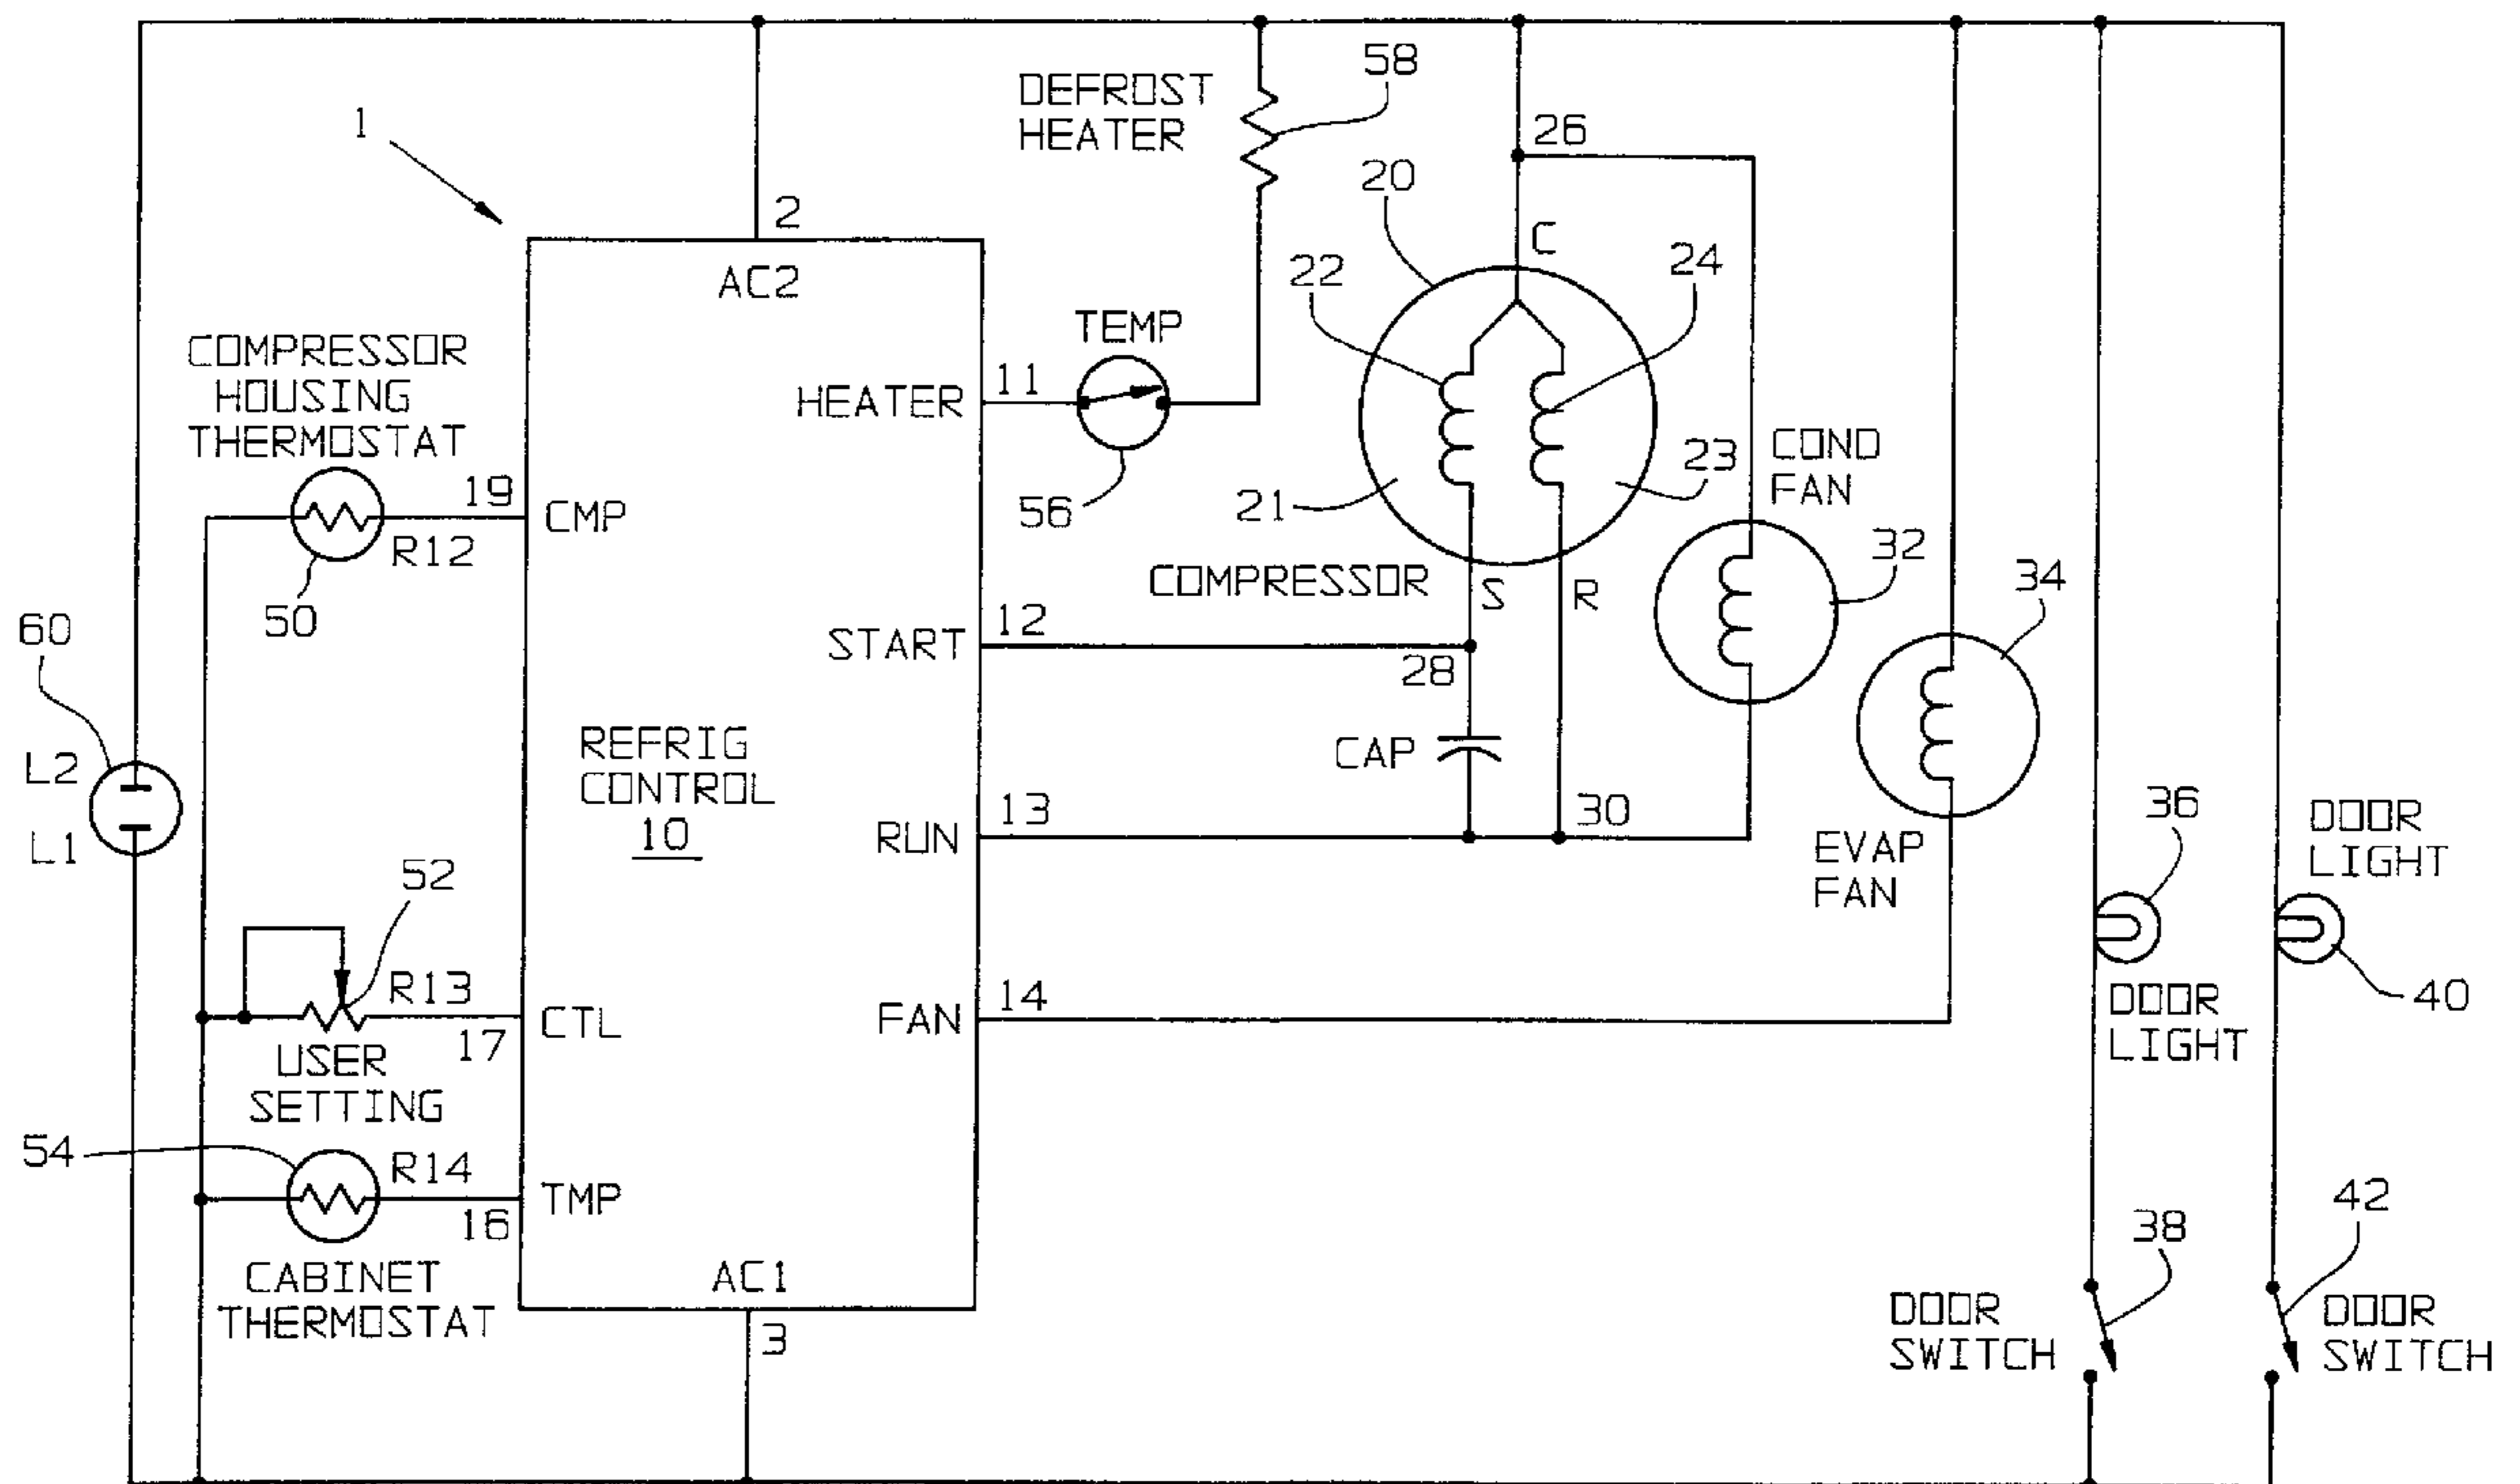 1
2
AC2
DEFROST
HEATER
58
26
20
C
22
24
COMPRESSOR
HOUSING
THERMOSTAT
TEMP
HEATER
11
56
21
23
COND
FAN
32
34
19
CMP
R12
50
COMPRESSOR
S
R
60
START
12
28
L2
L1
REFRIG
CONTROL
10
CAP
RUN
13
30
EVAP
FAN
36
DOOR
LIGHT
52
R13
CTL
17
USER
SETTING
FAN
14
DOOR
LIGHT
40
54
R14
TMP
16
CABINET
THERMOSTAT
AC1
3
38
42
DOOR
SWITCH
DOOR
SWITCH